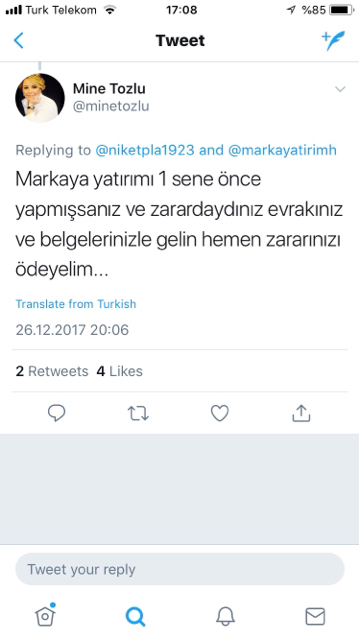 Turk Telekom 17:08 %85
Tweet
Mine Tozlu
@minetozlu
Replying to @niketpla1923 and @markayatirimh
Markaya yatırımı 1 sene önce
yapmışsanız ve zarardaydınız evrakınız
ve belgelerinizle gelin hemen zararınızı
ödeyelim...
Translate from Turkish
26.12.2017 20:06
2 Retweets 4 Likes
Tweet your reply